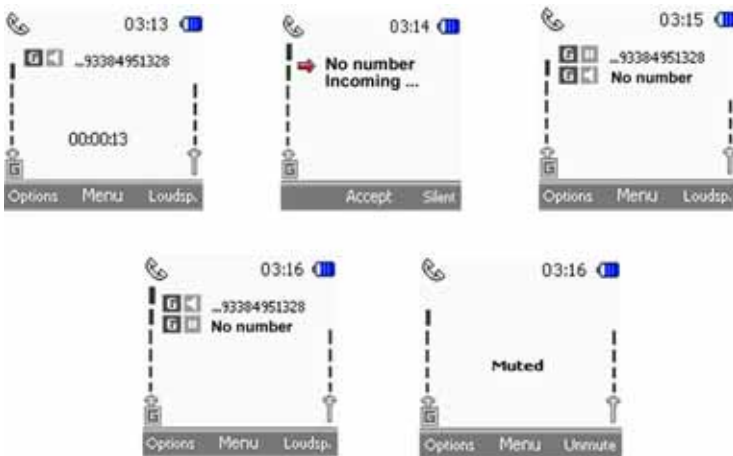 03:13
G ...93384951328
00:00:13
G
Options Menu Loudsp.
03:14
No number
Incoming ...
G
Accept Silent
03:15
G ...93384951328
G No number
G
Options Menu Loudsp.
03:16
G ...93384951328
G No number
G
Options Menu Loudsp.
03:16
Muted
G
Options Menu Unmute